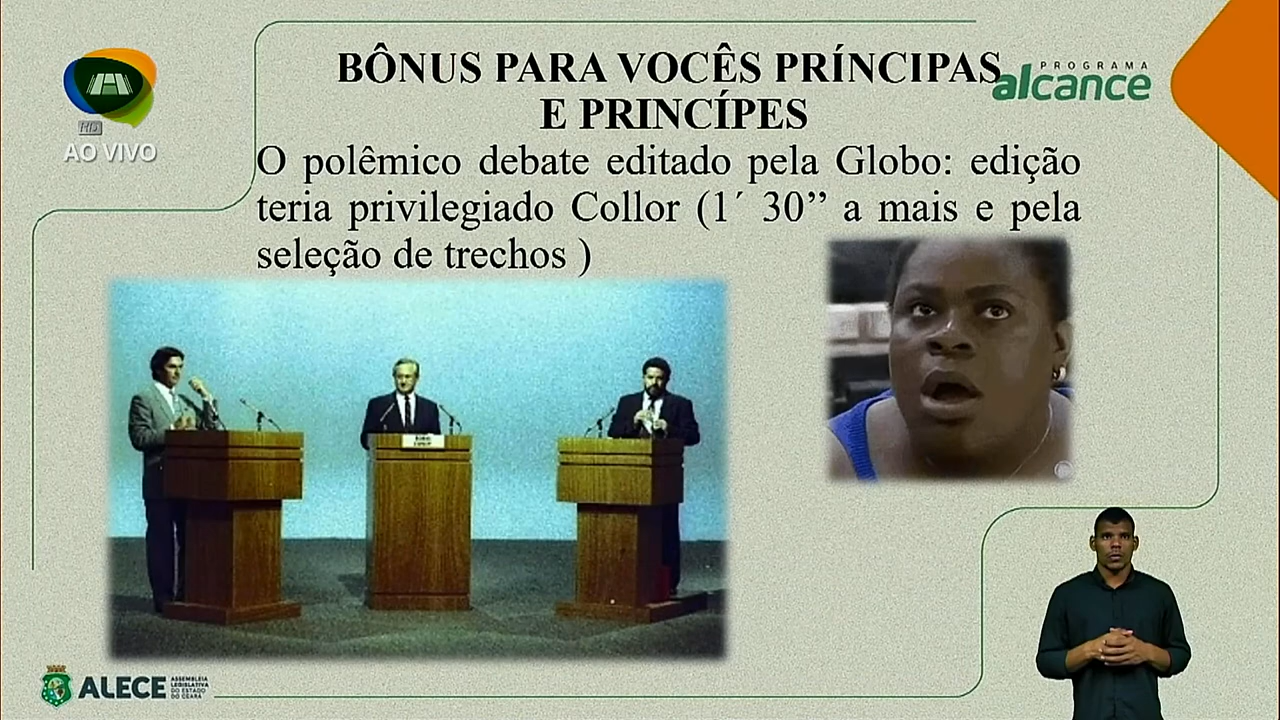 BÔNUS PARA VOCÊS PRÍNCIPAS
E PRINCÍPES
PROGRAMA
alcance
HD
AO VIVO
O polêmico debate editado pela Globo: edição
teria privilegiado Collor (1´ 30’’ a mais e pela
seleção de trechos )
ALECE
ASSEMBLEIA
LEGISLATIVA
DO ESTADO
DO CEARÁ